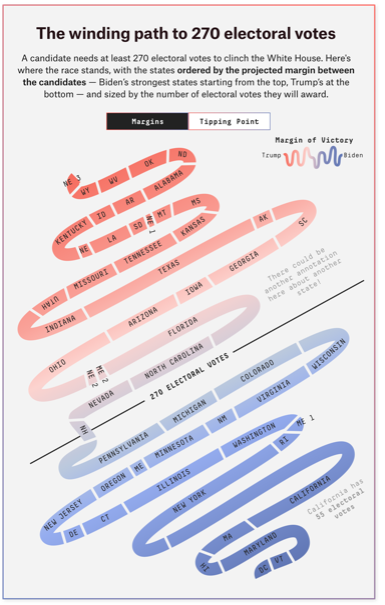 The winding path to 270 electoral votes
A candidate needs at least 270 electoral votes to clinch the White House. Here's
where the race stands, with the states ordered by the projected margin between
the candidates — Biden's strongest states starting from the top, Trump's at the
bottom — and sized by the number of electoral votes they will award.
Margins
Tipping Point
Margin of Victory
Trump
Biden
NE 3
WY
WV
OK
ND
KENTUCKY
ID
AR
ALABAMA
NE
LA
SD
NE 1
MT
MS
UTAH
MISSOURI
TENNESSEE
KANSAS
INDIANA
TEXAS
AK
SC
OHIO
ARIZONA
IOWA
GEORGIA
There could be
another annotation
here about another
state!
NE 2
ME 2
FLORIDA
NEVADA
NORTH CAROLINA
NH
270 ELECTORAL VOTES
PENNSYLVANIA
MICHIGAN
COLORADO
WISCONSIN
NEW JERSEY
OREGON
ME
MINNESOTA
NM
VIRGINIA
DE
CT
ILLINOIS
WASHINGTON
RI
ME 1
NEW YORK
CALIFORNIA
California has
55 electoral
votes
HI
MA
MARYLAND
VT
DC